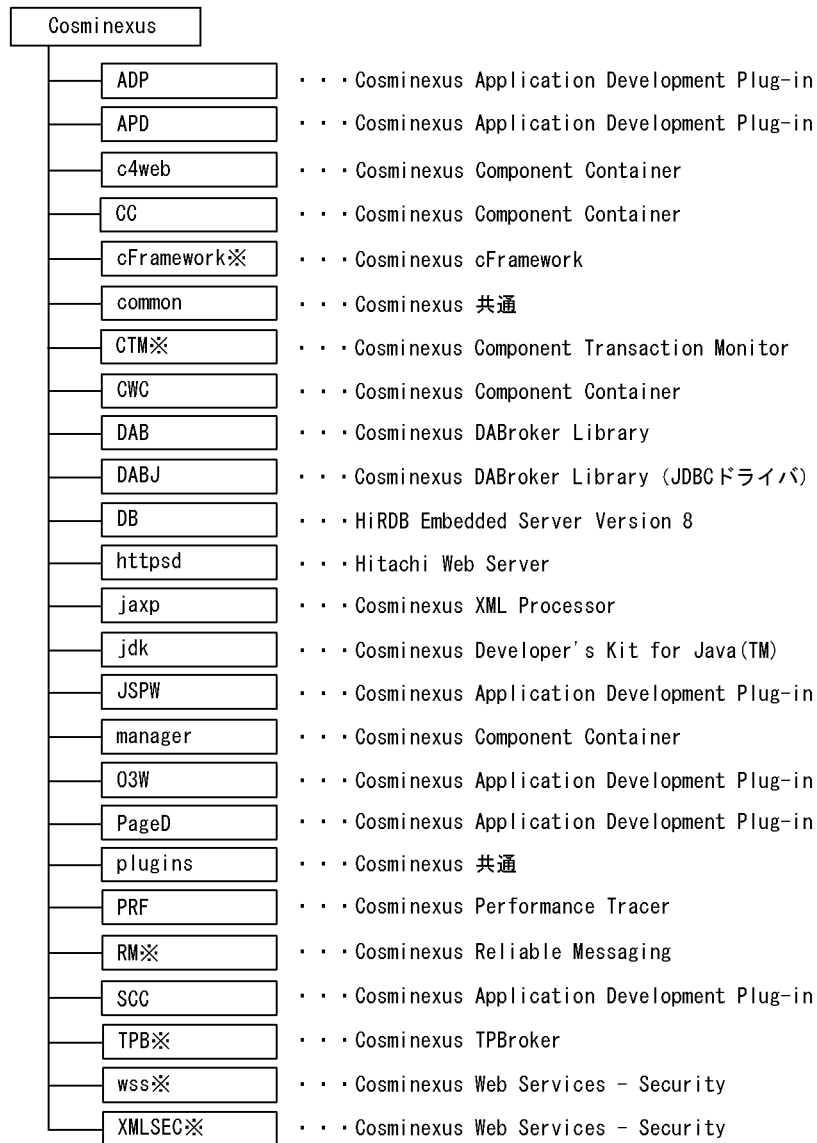 Cosminexus
ADP ・・・Cosminexus Application Development Plug-in
APD ・・・Cosminexus Application Development Plug-in
c4web ・・・Cosminexus Component Container
CC ・・・Cosminexus Component Container
cFramework※ ・・・Cosminexus cFramework
common ・・・Cosminexus 共通
CTM※ ・・・Cosminexus Component Transaction Monitor
CWC ・・・Cosminexus Component Container
DAB ・・・Cosminexus DABroker Library
DABJ ・・・Cosminexus DABroker Library (JDBCドライバ)
DB ・・・HiRDB Embedded Server Version 8
httpsd ・・・Hitachi Web Server
jaxp ・・・Cosminexus XML Processor
jdk ・・・Cosminexus Developer's Kit for Java(TM)
JSPW ・・・Cosminexus Application Development Plug-in
manager ・・・Cosminexus Component Container
O3W ・・・Cosminexus Application Development Plug-in
PageD ・・・Cosminexus Application Development Plug-in
plugins ・・・Cosminexus 共通
PRF ・・・Cosminexus Performance Tracer
RM※ ・・・Cosminexus Reliable Messaging
SCC ・・・Cosminexus Application Development Plug-in
TPB※ ・・・Cosminexus TPBroker
wss※ ・・・Cosminexus Web Services - Security
XMLSEC※ ・・・Cosminexus Web Services - Security